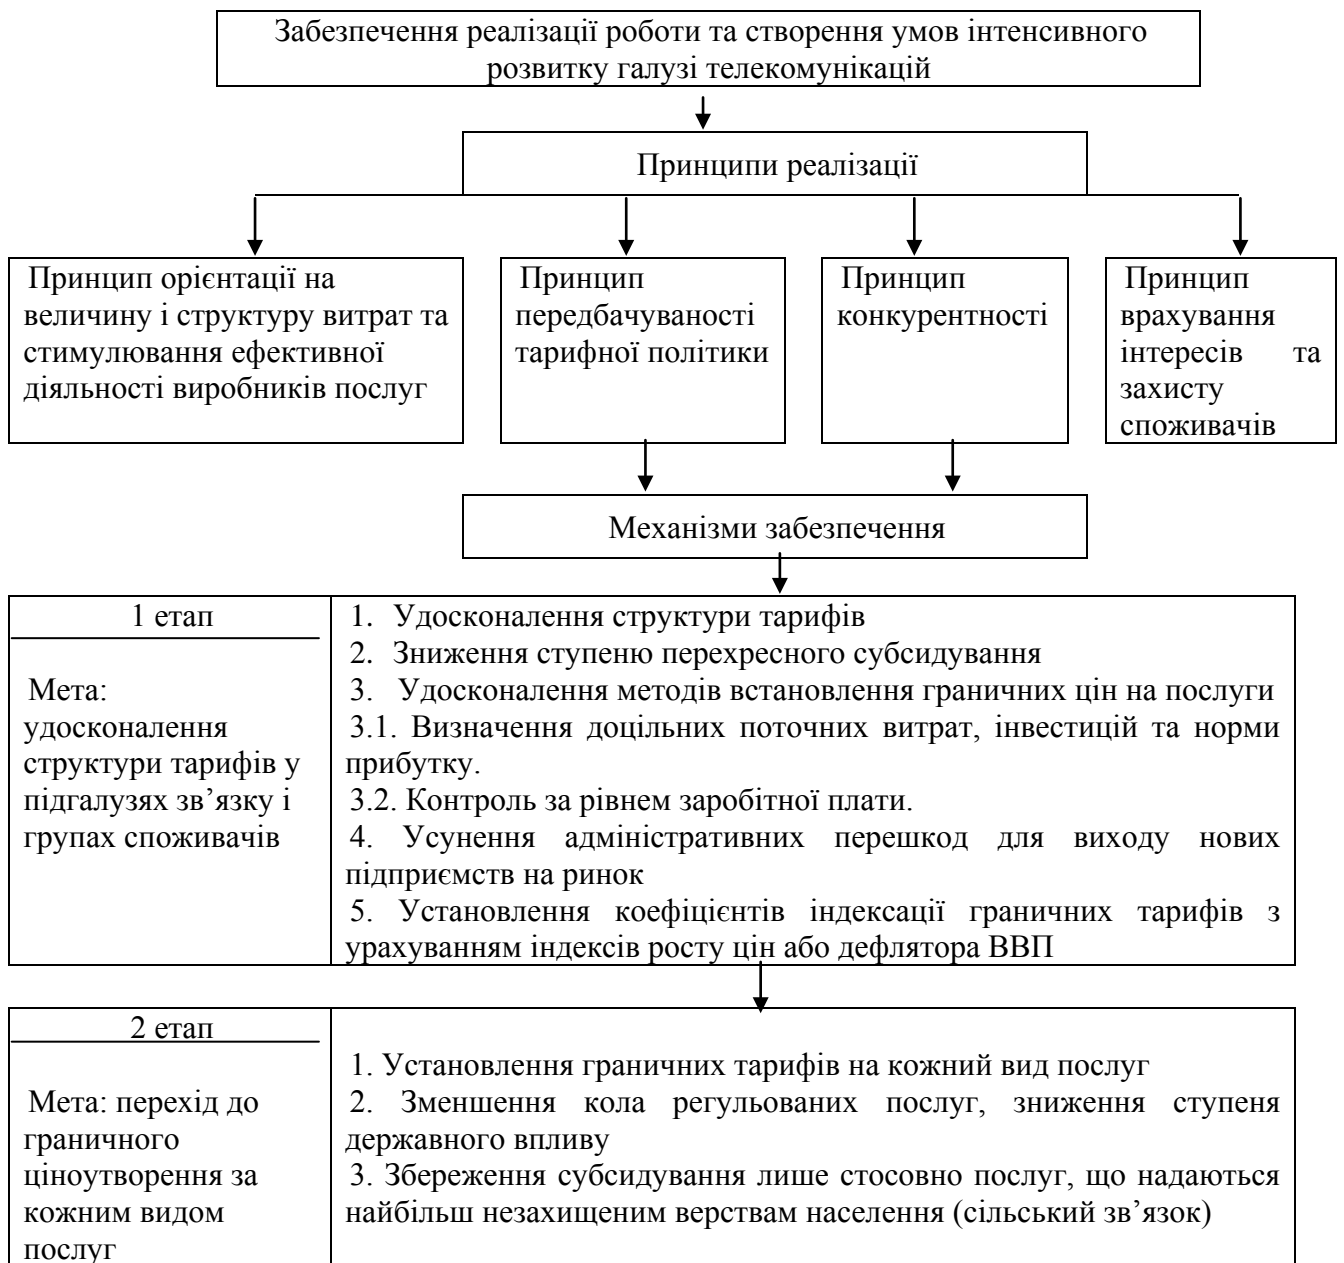 Забезпечення реалізації роботи та створення умов інтенсивного
розвитку галузі телекомунікацій
Принципи реалізації
Принцип орієнтації на
величину і структуру витрат та
стимулювання ефективної
діяльності виробників послуг
Принцип
передбачуваності
тарифної політики
Принцип
конкурентності
Принцип
врахування
інтересів та
захисту
споживачів
Механізми забезпечення
1 етап
Мета:
удосконалення
структури тарифів у
підгалузях зв’язку і
групах споживачів
1. Удосконалення структури тарифів
2. Зниження ступеню перехресного субсидування
3. Удосконалення методів встановлення граничних цін на послуги
3.1. Визначення доцільних поточних витрат, інвестицій та норми
прибутку.
3.2. Контроль за рівнем заробітної плати.
4. Усунення адміністративних перешкод для виходу нових
підприємств на ринок
5. Установлення коефіцієнтів індексації граничних тарифів з
урахуванням індексів росту цін або дефлятора ВВП
2 етап
Мета: перехід до
граничного
ціноутворення за
кожним видом
послуг
1. Установлення граничних тарифів на кожний вид послуг
2. Зменшення кола регульованих послуг, зниження ступеня
державного впливу
3. Збереження субсидування лише стосовно послуг, що надаються
найбільш незахищеним верствам населення (сільський зв’язок)